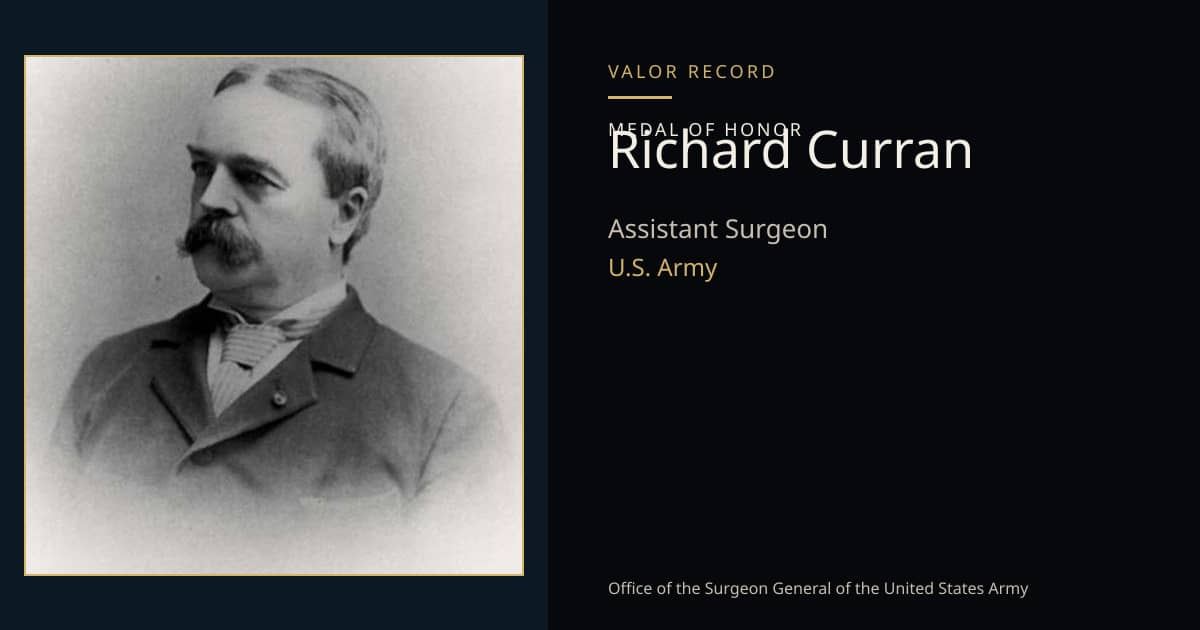 VALOR RECORD
MEDAL OF HONOR
Richard Curran
Assistant Surgeon
U.S. Army
Office of the Surgeon General of the United States Army